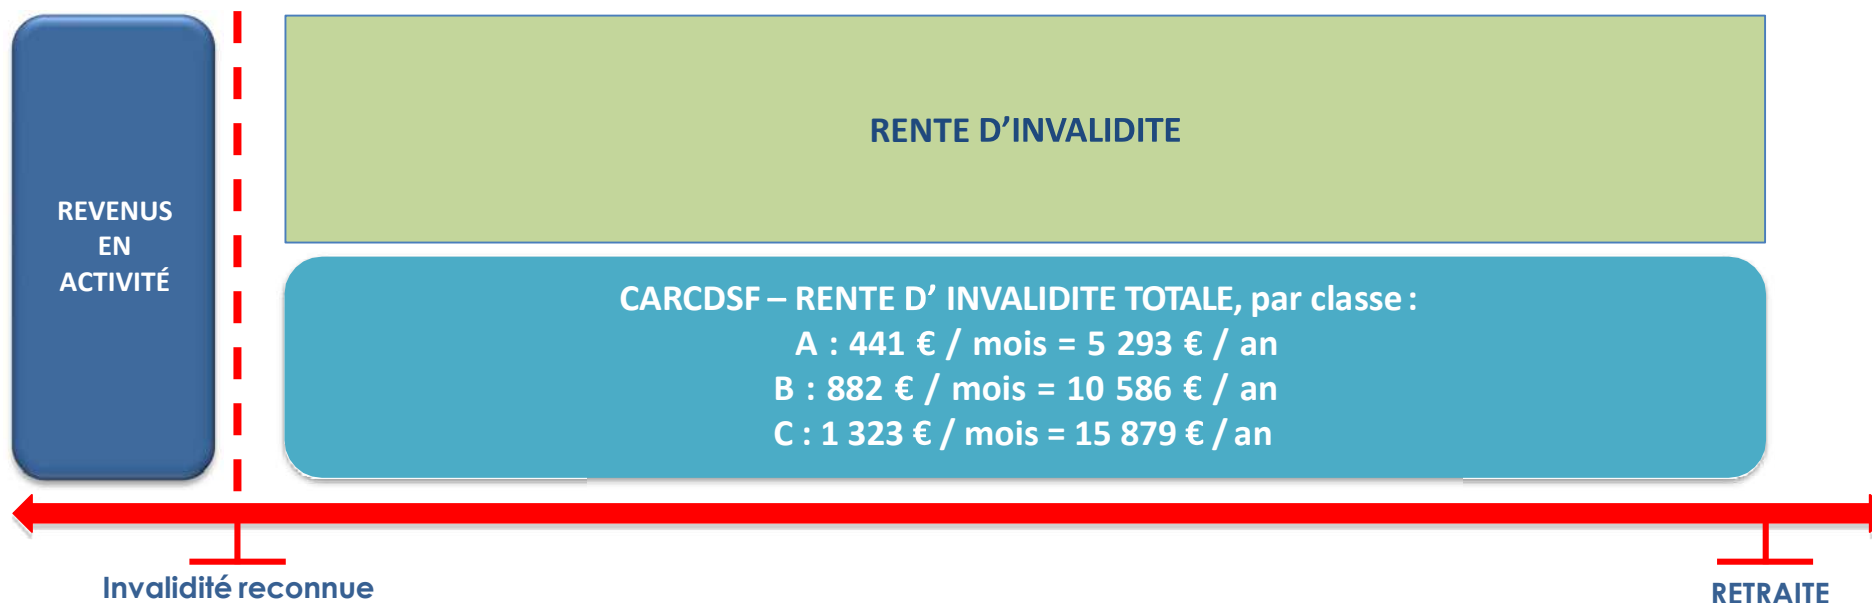 REVENUS
EN
ACTIVITÉ
RENTE D’INVALIDITE
CARCDSF – RENTE D’ INVALIDITE TOTALE, par classe :
A : 441 € / mois = 5 293 € / an
B : 882 € / mois = 10 586 € / an
C : 1 323 € / mois = 15 879 € / an
Invalidité reconnue
RETRAITE